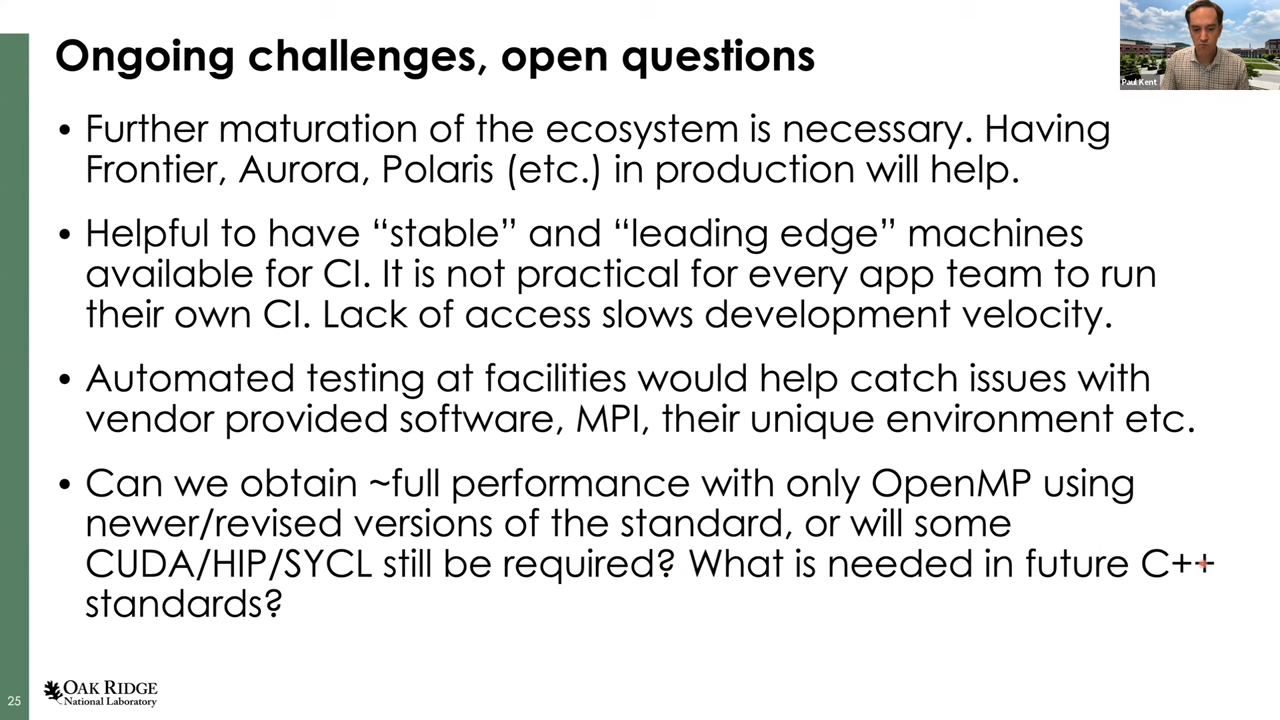 Ongoing challenges, open questions
Paul Kent
• Further maturation of the ecosystem is necessary. Having
Frontier, Aurora, Polaris (etc.) in production will help.
• Helpful to have “stable” and “leading edge” machines
available for CI. It is not practical for every app team to run
their own CI. Lack of access slows development velocity.
• Automated testing at facilities would help catch issues with
vendor provided software, MPI, their unique environment etc.
• Can we obtain ~full performance with only OpenMP using
newer/revised versions of the standard, or will some
CUDA/HIP/SYCL still be required? What is needed in future C++
standards?
25
OAK RIDGE
National Laboratory